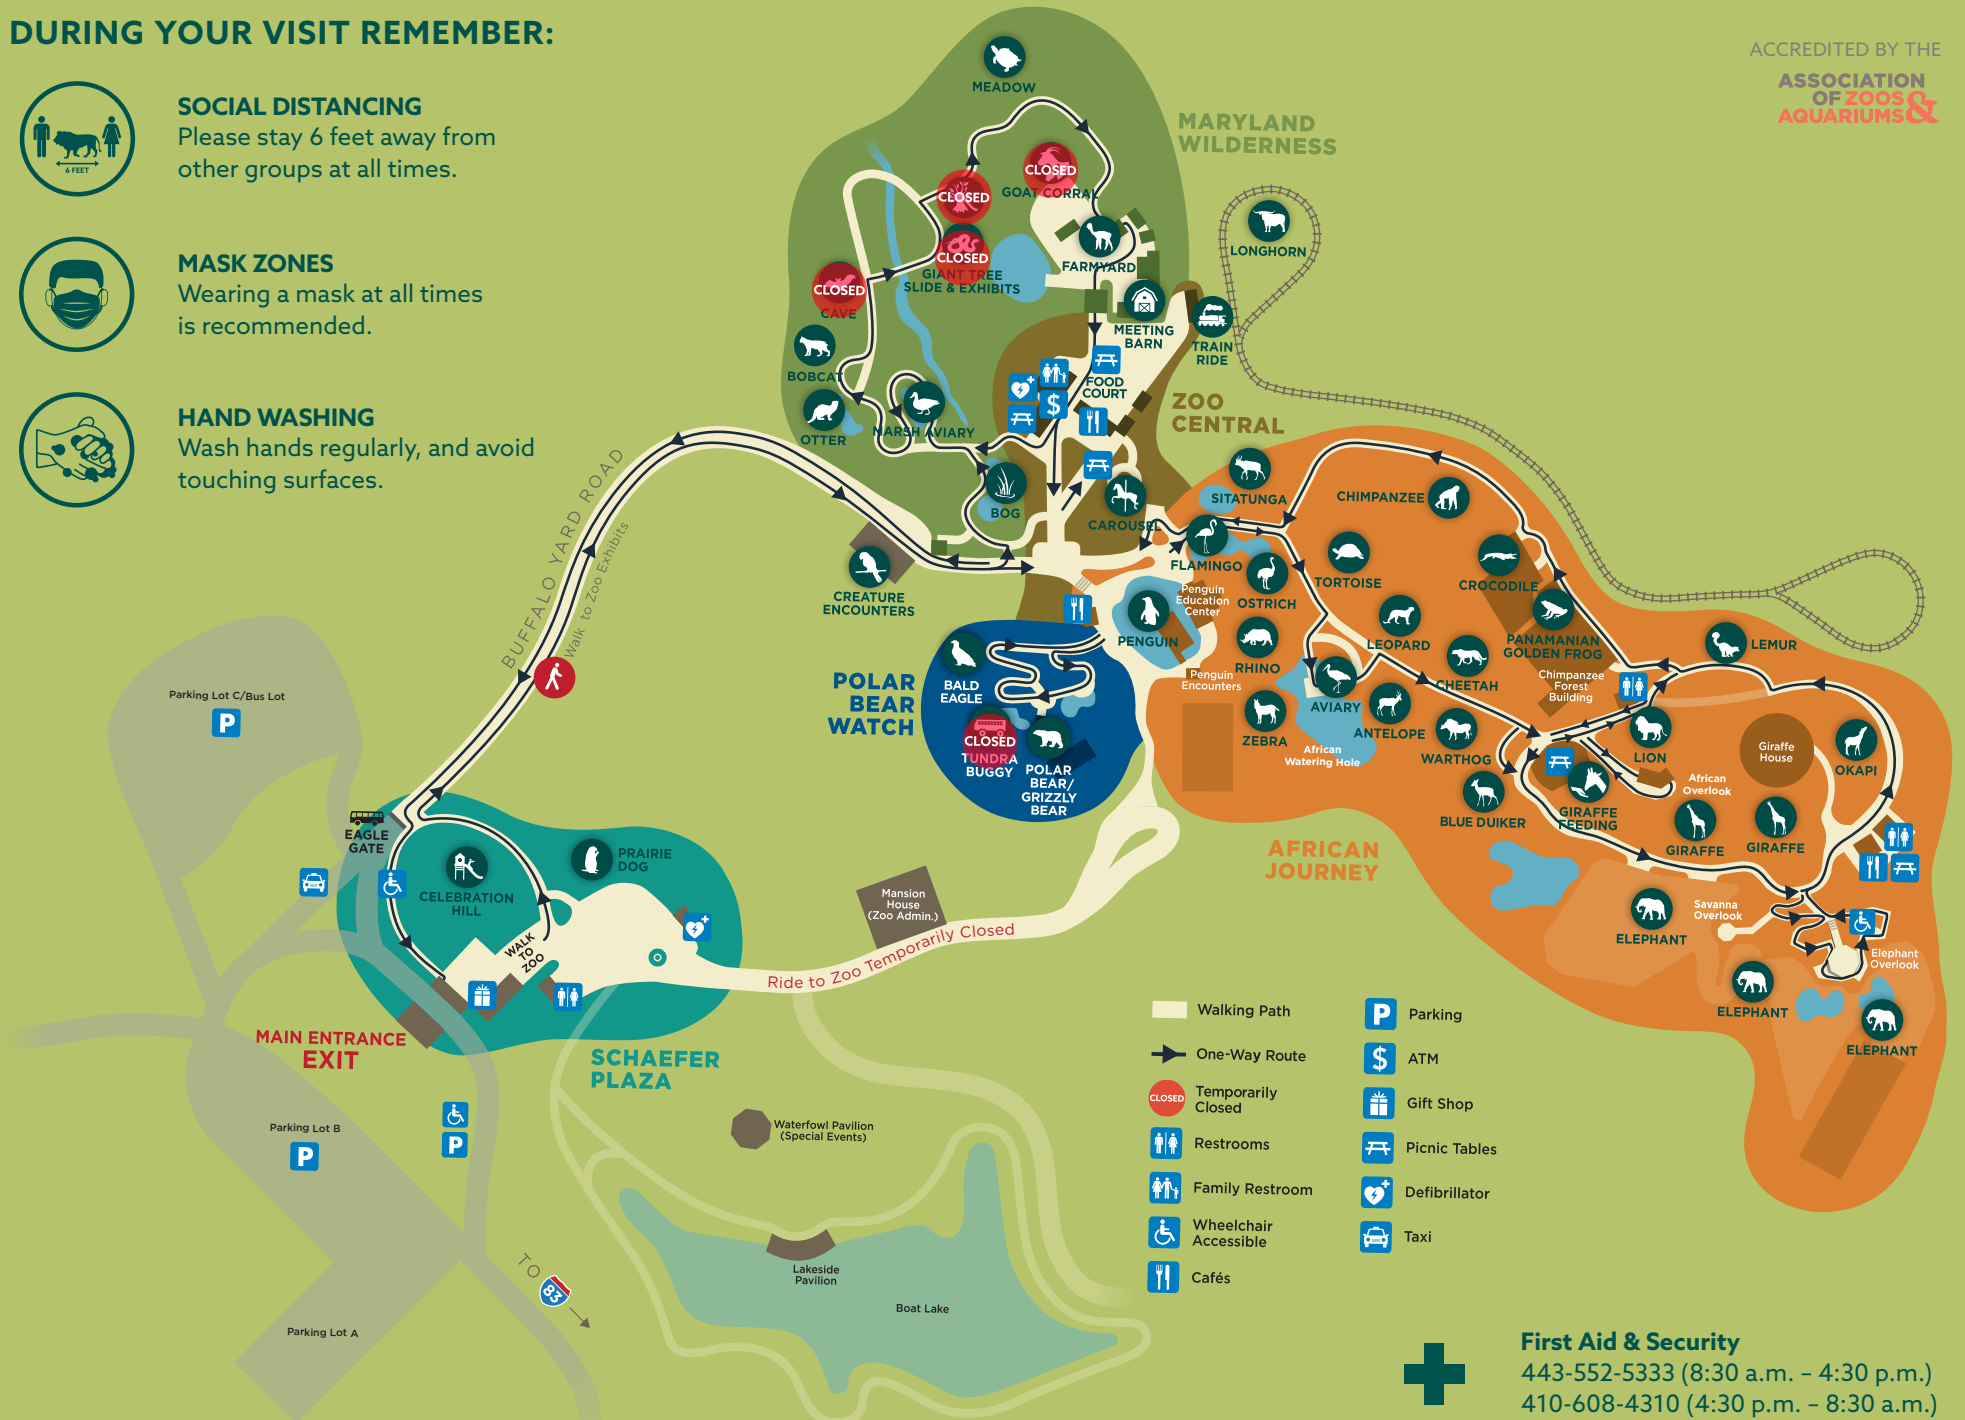 DURING YOUR VISIT REMEMBER:
6 FEET
SOCIAL DISTANCING
Please stay 6 feet away from
other groups at all times.
MASK ZONES
Wearing a mask at all times
is recommended.
HAND WASHING
Wash hands regularly, and avoid
touching surfaces.
ACCREDITED BY THE
ASSOCIATION
OF ZOOS &
AQUARIUMS
MARYLAND
WILDERNESS
MEADOW
CLOSED
GOAT CORRAL
CLOSED
CLOSED
GIANT TREE
SLIDE & EXHIBITS
CLOSED
CAVE
FARMYARD
MEETING
BARN
BOBCAT
OTTER
MARSH AVIARY
BOG
LONGHORN
TRAIN
RIDE
ZOO
CENTRAL
FOOD
COURT
$
CAROUSEL
CREATURE
ENCOUNTERS
BUFFALO YARD ROAD
Walk to Zoo Exhibits
POLAR
BEAR
WATCH
BALD
EAGLE
CLOSED
TUNDRA
BUGGY
POLAR
BEAR/
GRIZZLY
BEAR
PENGUIN
Penguin
Education
Center
Penguin
Encounters
AFRICAN
JOURNEY
SITATUNGA
FLAMINGO
OSTRICH
RHINO
ZEBRA
CHIMPANZEE
TORTOISE
CROCODILE
LEOPARD
PANAMANIAN
GOLDEN FROG
CHEETAH
Chimpanzee
Forest
Building
LEMUR
AVIARY
ANTELOPE
African
Watering Hole
WARTHOG
BLUE DUIKER
LION
GIRAFFE
FEEDING
African
Overlook
Giraffe
House
OKAPI
GIRAFFE
GIRAFFE
ELEPHANT
Savanna
Overlook
Elephant
Overlook
ELEPHANT
ELEPHANT
Parking Lot C/Bus Lot
P
EAGLE
GATE
CELEBRATION
HILL
PRAIRIE
DOG
WALK
TO
ZOO
MAIN ENTRANCE
EXIT
SCHAEFER
PLAZA
Mansion
House
(Zoo Admin.)
Ride to Zoo Temporarily Closed
Parking Lot B
P
P
Parking Lot A
TO
83
Waterfowl Pavilion
(Special Events)
Lakeside
Pavilion
Boat Lake
Walking Path
One-Way Route
CLOSED
Temporarily
Closed
Restrooms
Family Restroom
Wheelchair
Accessible
Cafés
P
Parking
$
ATM
Gift Shop
Picnic Tables
Defibrillator
Taxi
First Aid & Security
443-552-5333 (8:30 a.m. – 4:30 p.m.)
410-608-4310 (4:30 p.m. – 8:30 a.m.)